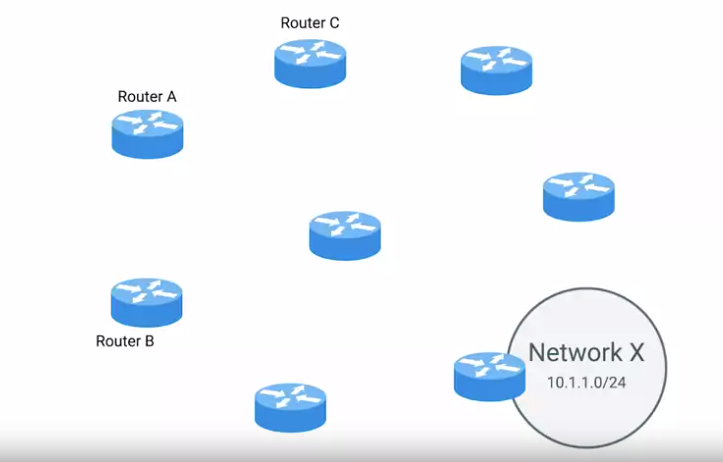 Router C
Router A
Router B
Network X
10.1.1.0/24